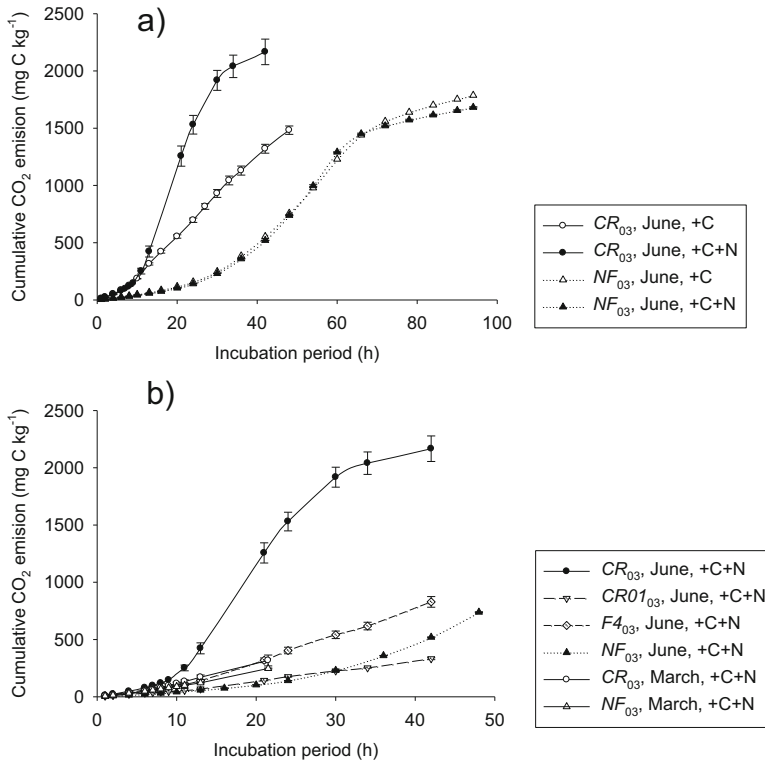 a)
Cumulative CO2 emision (mg C kg-1)
2500
2000
1500
1000
500
0
0
20
40
60
80
100
Incubation period (h)
CR03, June, +C
CR03, June, +C+N
NF03, June, +C
NF03, June, +C+N
b)
Cumulative CO2 emision (mg C kg-1)
2500
2000
1500
1000
500
0
0
10
20
30
40
50
Incubation period (h)
CR03, June, +C+N
CR0103, June, +C+N
F403, June, +C+N
NF03, June, +C+N
CR03, March, +C+N
NF03, March, +C+N